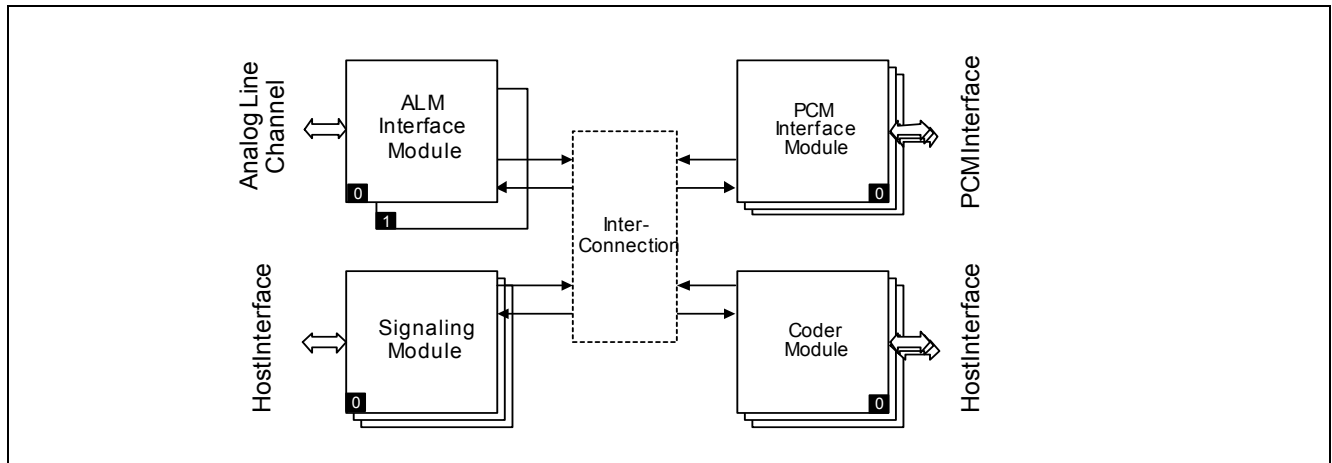 Analog Line
Channel
ALM
Interface
Module
0
1
PCM
Interface
Module
0
PCMInterface
Inter-
Connection
HostInterface
Signaling
Module
0
Coder
Module
0
HostInterface